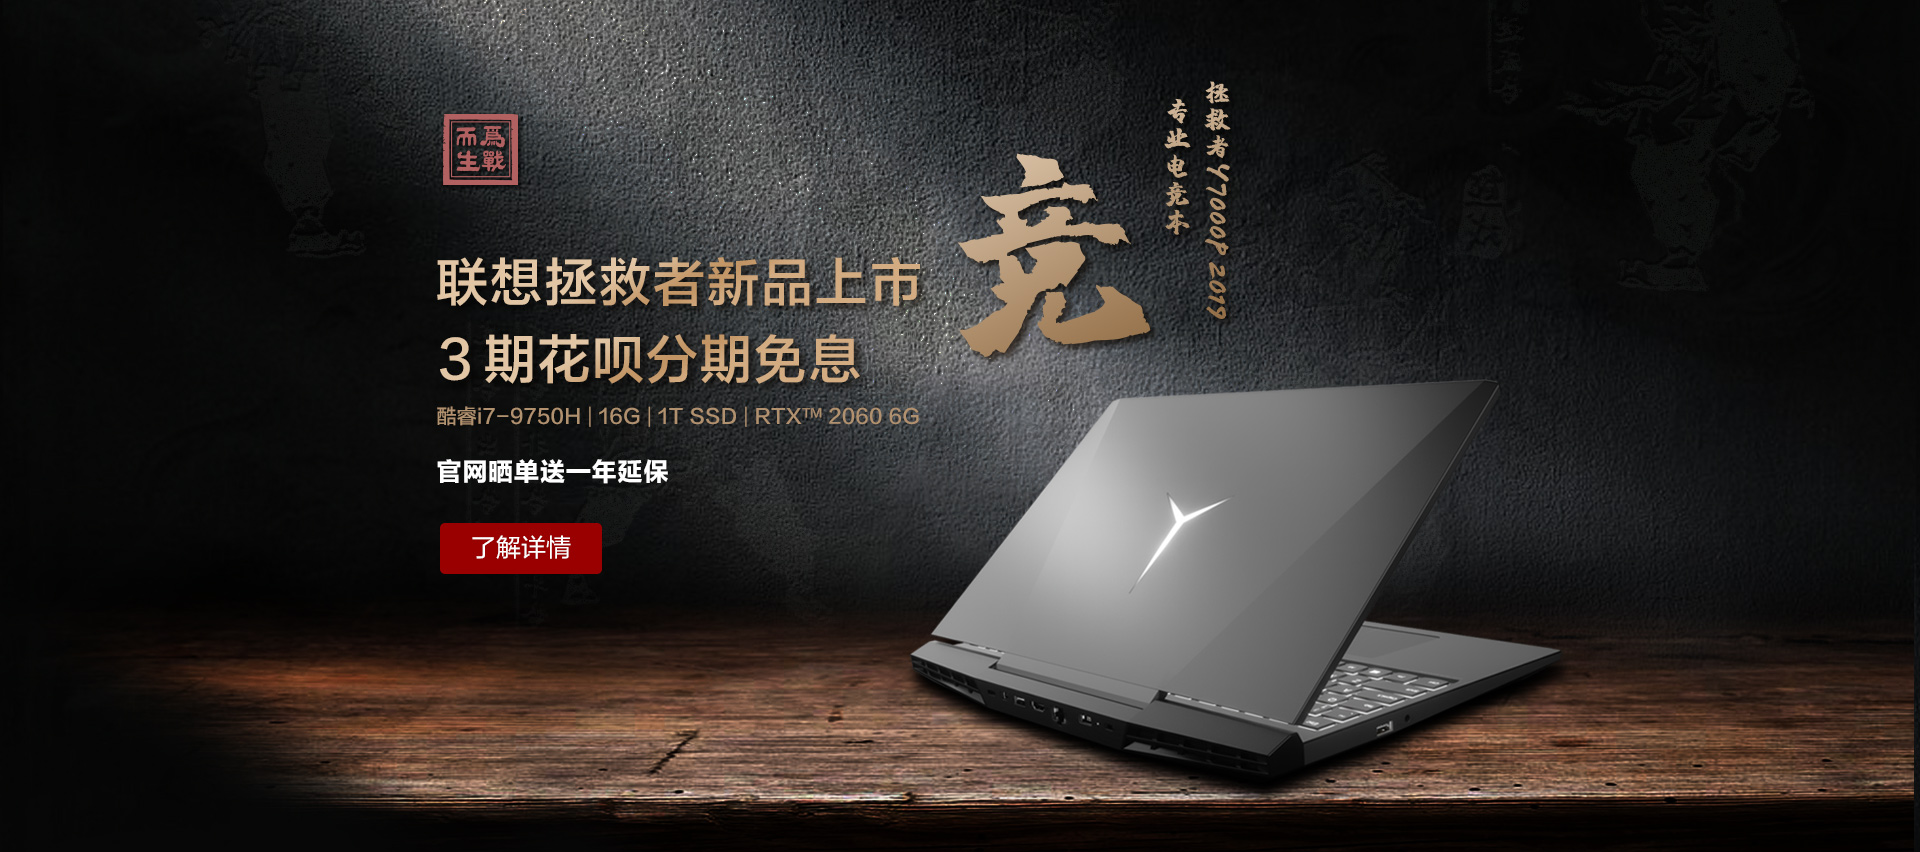 爲戰
而生
联想拯救者新品上市
3期花呗分期免息
酷睿i7-9750H | 16G | 1T SSD | RTX™ 2060 6G
官网晒单送一年延保
了解详情
竞
拯救者Y7000P 2019
专业电竞本